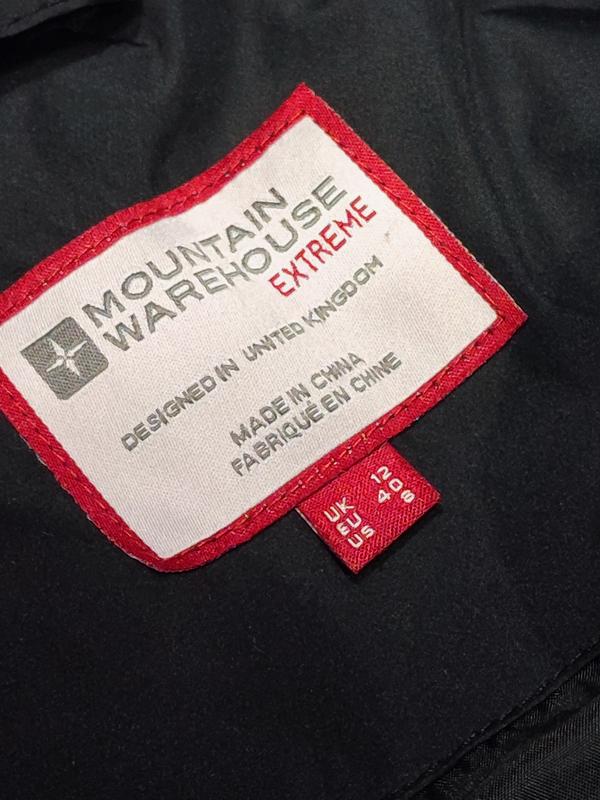 MOUNTAIN
WAREHOUSE
EXTREME
DESIGNED IN UNITED KINGDOM
MADE IN CHINA
FABRIQUÉ EN CHINE
UK 12
EU 40
US 8